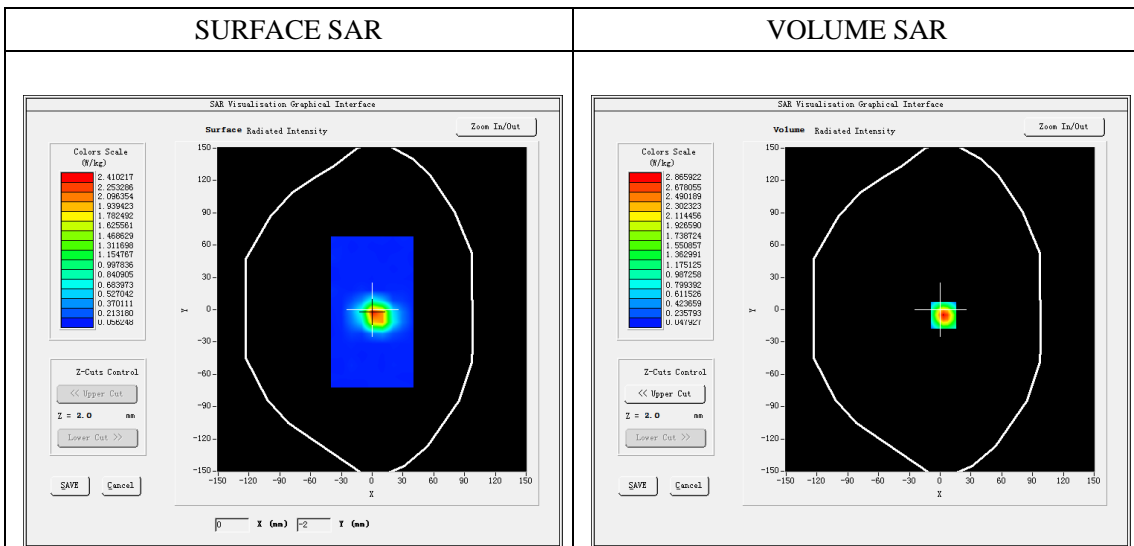 SURFACE SAR
VOLUME SAR
SAR Visualisation Graphical Interface
Surface Radiated Intensity
Zoom In/Out
Colors Scale
(W/kg)
2.410217
2.253286
2.096354
1.939423
1.782492
1.625561
1.468629
1.311698
1.154767
0.997836
0.840905
0.683973
0.527042
0.370111
0.213180
0.056248
Z-Cuts Control
<< Upper Cut
Z = 2.0 mm
Lower Cut >>
SAVE
Cancel
150
120
90
60
30
0
-30
-60
-90
-120
-150
Y
-150 -120 -90 -60 -30 0 30 60 90 120 150
X
0 X (mm) -2 Y (mm)
SAR Visualisation Graphical Interface
Volume Radiated Intensity
Zoom In/Out
Colors Scale
(W/kg)
2.865922
2.678055
2.490189
2.302323
2.114456
1.926590
1.738724
1.550857
1.362991
1.175125
0.987258
0.799392
0.611526
0.423659
0.235793
0.047927
Z-Cuts Control
<< Upper Cut
Z = 2.0 mm
Lower Cut >>
SAVE
Cancel
150
120
90
60
30
0
-30
-60
-90
-120
-150
Y
-150 -120 -90 -60 -30 0 30 60 90 120 150
X